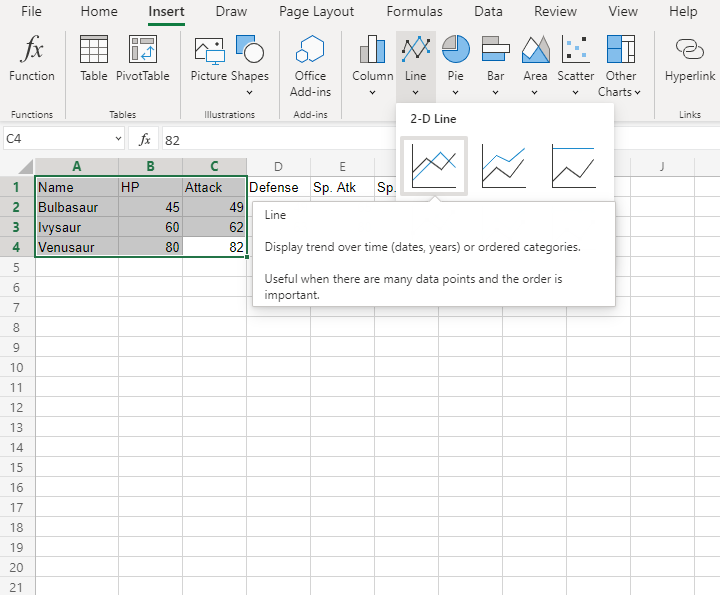 File Home Insert Draw Page Layout Formulas Data Review View Help
Function Table PivotTable Picture Shapes Office Add-ins Column Line Pie Bar Area Scatter Other Charts Hyperlink
Functions Tables Illustrations Add-ins Links
2-D Line
C4 fx 82
A B C D E J
1 Name HP Attack Defense Sp. Atk Sp.
2 Bulbasaur 45 49
3 Ivysaur 60 62
4 Venusaur 80 82
Line
Display trend over time (dates, years) or ordered categories.
Useful when there are many data points and the order is
important.
5
6
7
8
9
10
11
12
13
14
15
16
17
18
19
20
21